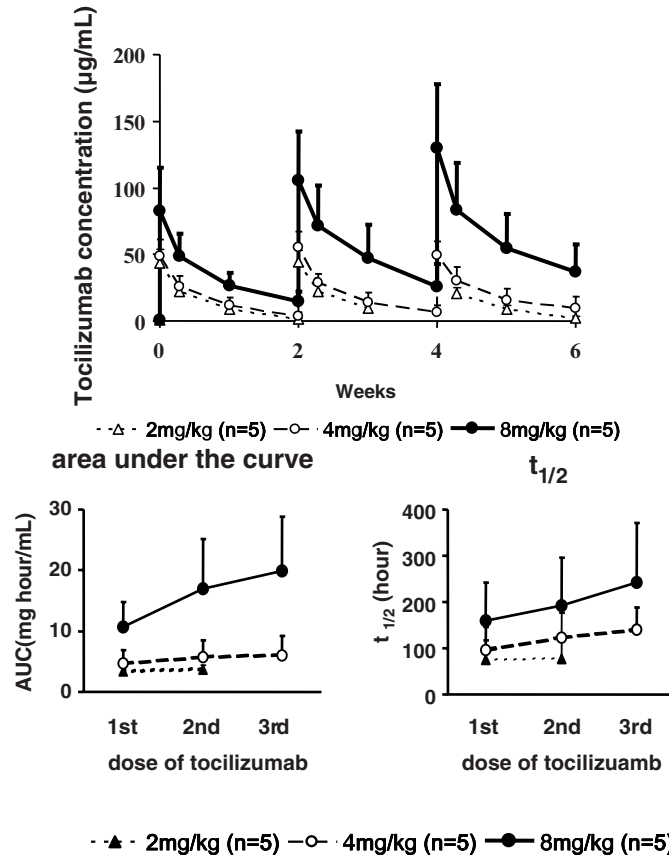 200
150
100
50
0
Tocilizumab concentration (μg/mL)
0 2 4 6
Weeks
2mg/kg (n=5) 4mg/kg (n=5) 8mg/kg (n=5)
area under the curve
30
20
10
0
AUC(mg hour/mL)
1st 2nd 3rd
dose of tocilizumab
t1/2
400
300
200
100
0
t 1/2 (hour)
1st 2nd 3rd
dose of tocilizuamb
2mg/kg (n=5) 4mg/kg (n=5) 8mg/kg (n=5)